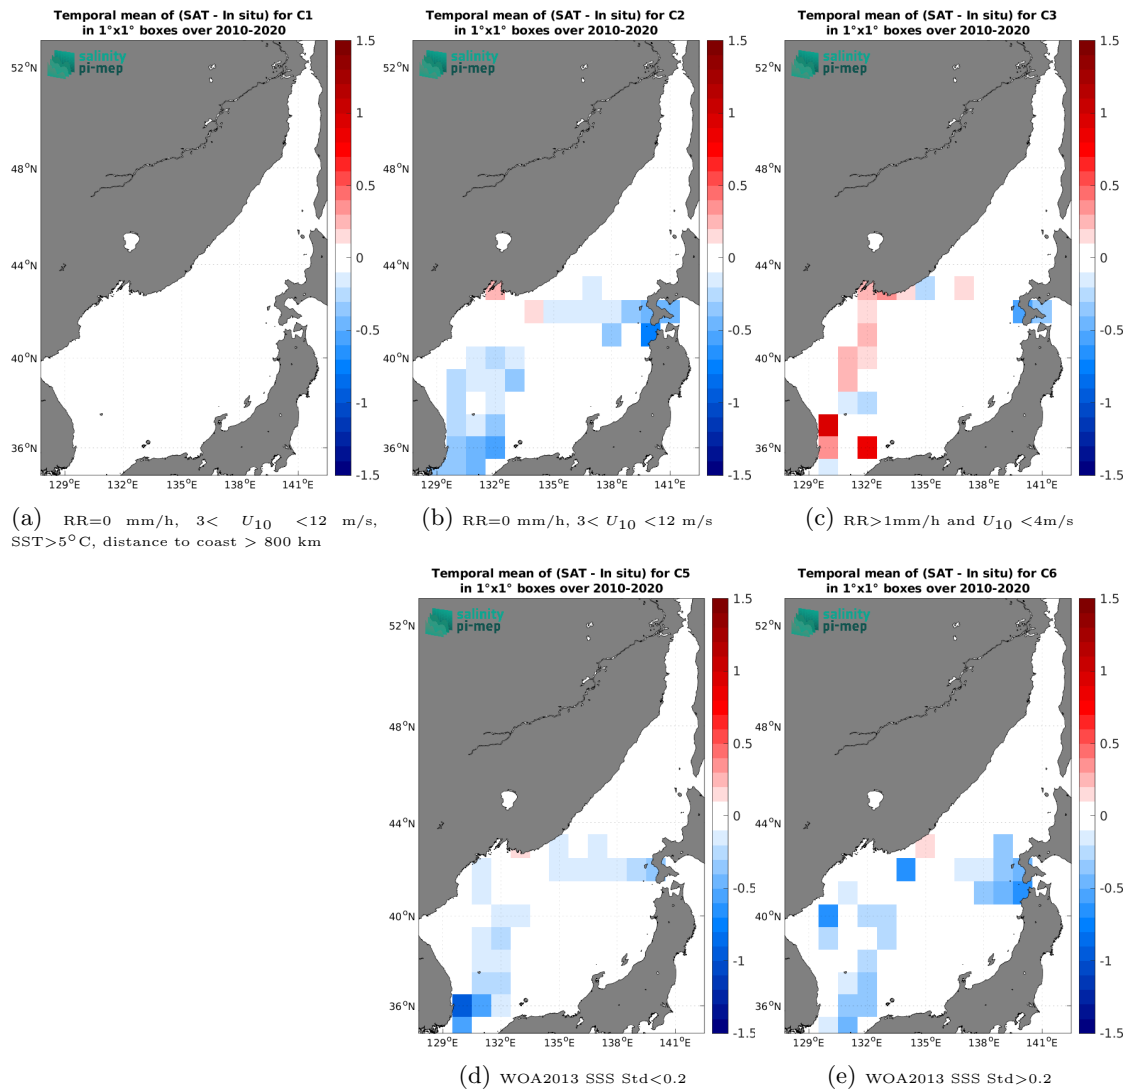 Temporal mean of (SAT - In situ) for C1
in 1°x1° boxes over 2010-2020
salinity
pi-mep
52°N
48°N
44°N
40°N
36°N
129°E 132°E 135°E 138°E 141°E
1.5
1
0.5
0
-0.5
-1
-1.5
(a) RR=0 mm/h, 3< U10 <12 m/s,
SST>5°C, distance to coast > 800 km
Temporal mean of (SAT - In situ) for C2
in 1°x1° boxes over 2010-2020
salinity
pi-mep
52°N
48°N
44°N
40°N
36°N
129°E 132°E 135°E 138°E 141°E
1.5
1
0.5
0
-0.5
-1
-1.5
(b) RR=0 mm/h, 3< U10 <12 m/s
Temporal mean of (SAT - In situ) for C3
in 1°x1° boxes over 2010-2020
salinity
pi-mep
52°N
48°N
44°N
40°N
36°N
129°E 132°E 135°E 138°E 141°E
1.5
1
0.5
0
-0.5
-1
-1.5
(c) RR>1mm/h and U10 <4m/s
Temporal mean of (SAT - In situ) for C5
in 1°x1° boxes over 2010-2020
salinity
pi-mep
52°N
48°N
44°N
40°N
36°N
129°E 132°E 135°E 138°E 141°E
1.5
1
0.5
0
-0.5
-1
-1.5
(d) WOA2013 SSS Std<0.2
Temporal mean of (SAT - In situ) for C6
in 1°x1° boxes over 2010-2020
salinity
pi-mep
52°N
48°N
44°N
40°N
36°N
129°E 132°E 135°E 138°E 141°E
1.5
1
0.5
0
-0.5
-1
-1.5
(e) WOA2013 SSS Std>0.2